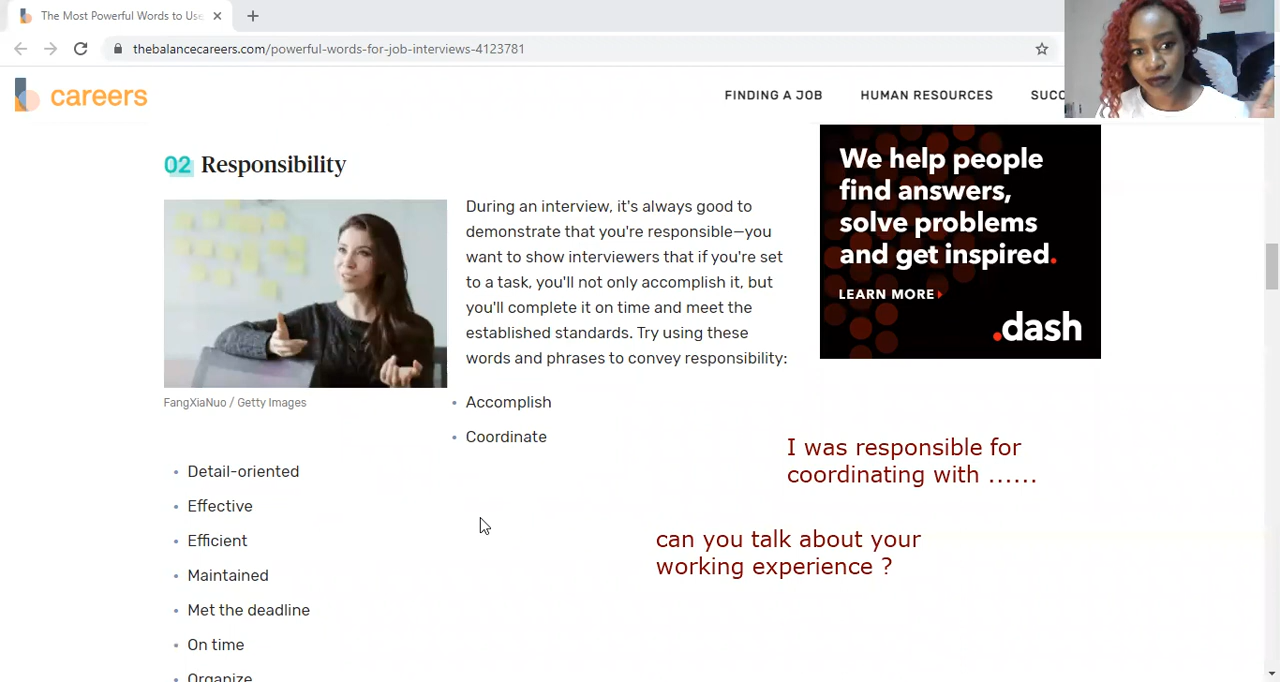 The Most Powerful Words to Use
thebalancecareers.com/powerful-words-for-job-interviews-4123781
careers
FINDING A JOB
HUMAN RESOURCES
SUCC
02 Responsibility
During an interview, it's always good to
demonstrate that you're responsible—you
want to show interviewers that if you're set
to a task, you'll not only accomplish it, but
you'll complete it on time and meet the
established standards. Try using these
words and phrases to convey responsibility:
FangXiaNuo / Getty Images
• Accomplish
• Coordinate
• Detail-oriented
• Effective
• Efficient
• Maintained
• Met the deadline
• On time
• Organize
We help people
find answers,
solve problems
and get inspired.
LEARN MORE
.dash
I was responsible for
coordinating with ......
can you talk about your
working experience ?